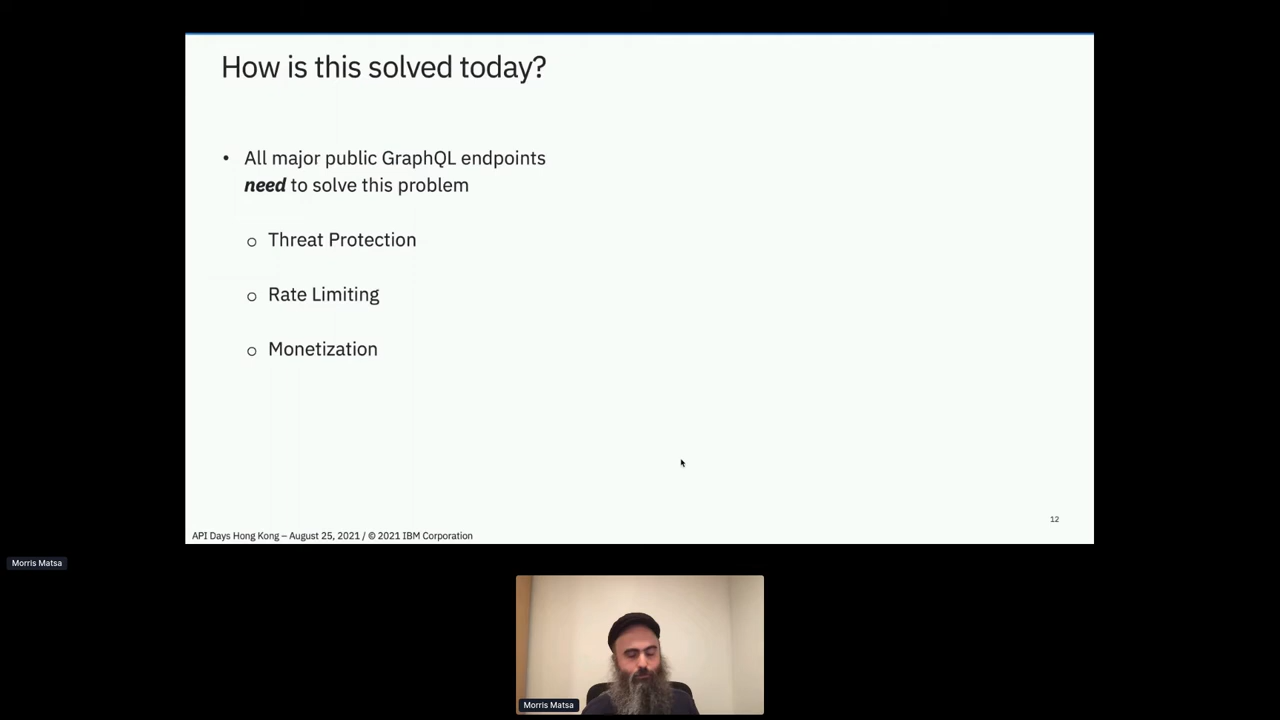 How is this solved today?
• All major public GraphQL endpoints
need to solve this problem
o Threat Protection
o Rate Limiting
o Monetization
12
API Days Hong Kong – August 25, 2021 / © 2021 IBM Corporation
Morris Matsa
Morris Matsa